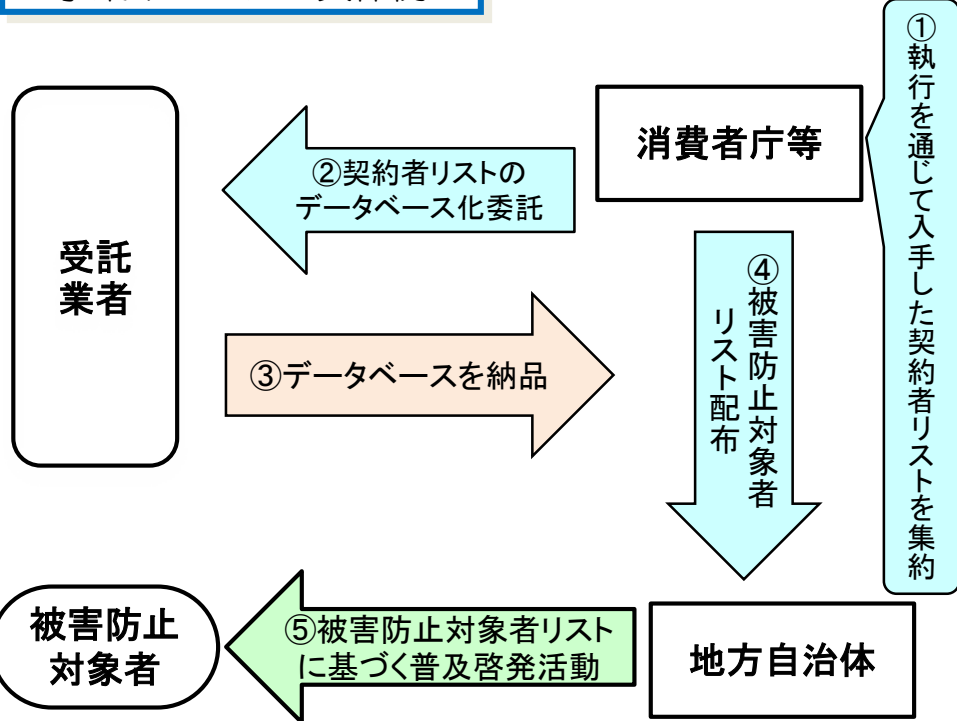 消費者庁等
①執行を通じて入手した契約者リストを集約
②契約者リストの
データベース化委託
受託
業者
③データベースを納品
④被害防止対象者
リスト配布
⑤被害防止対象者リスト
に基づく普及啓発活動
被害防止
対象者
地方自治体